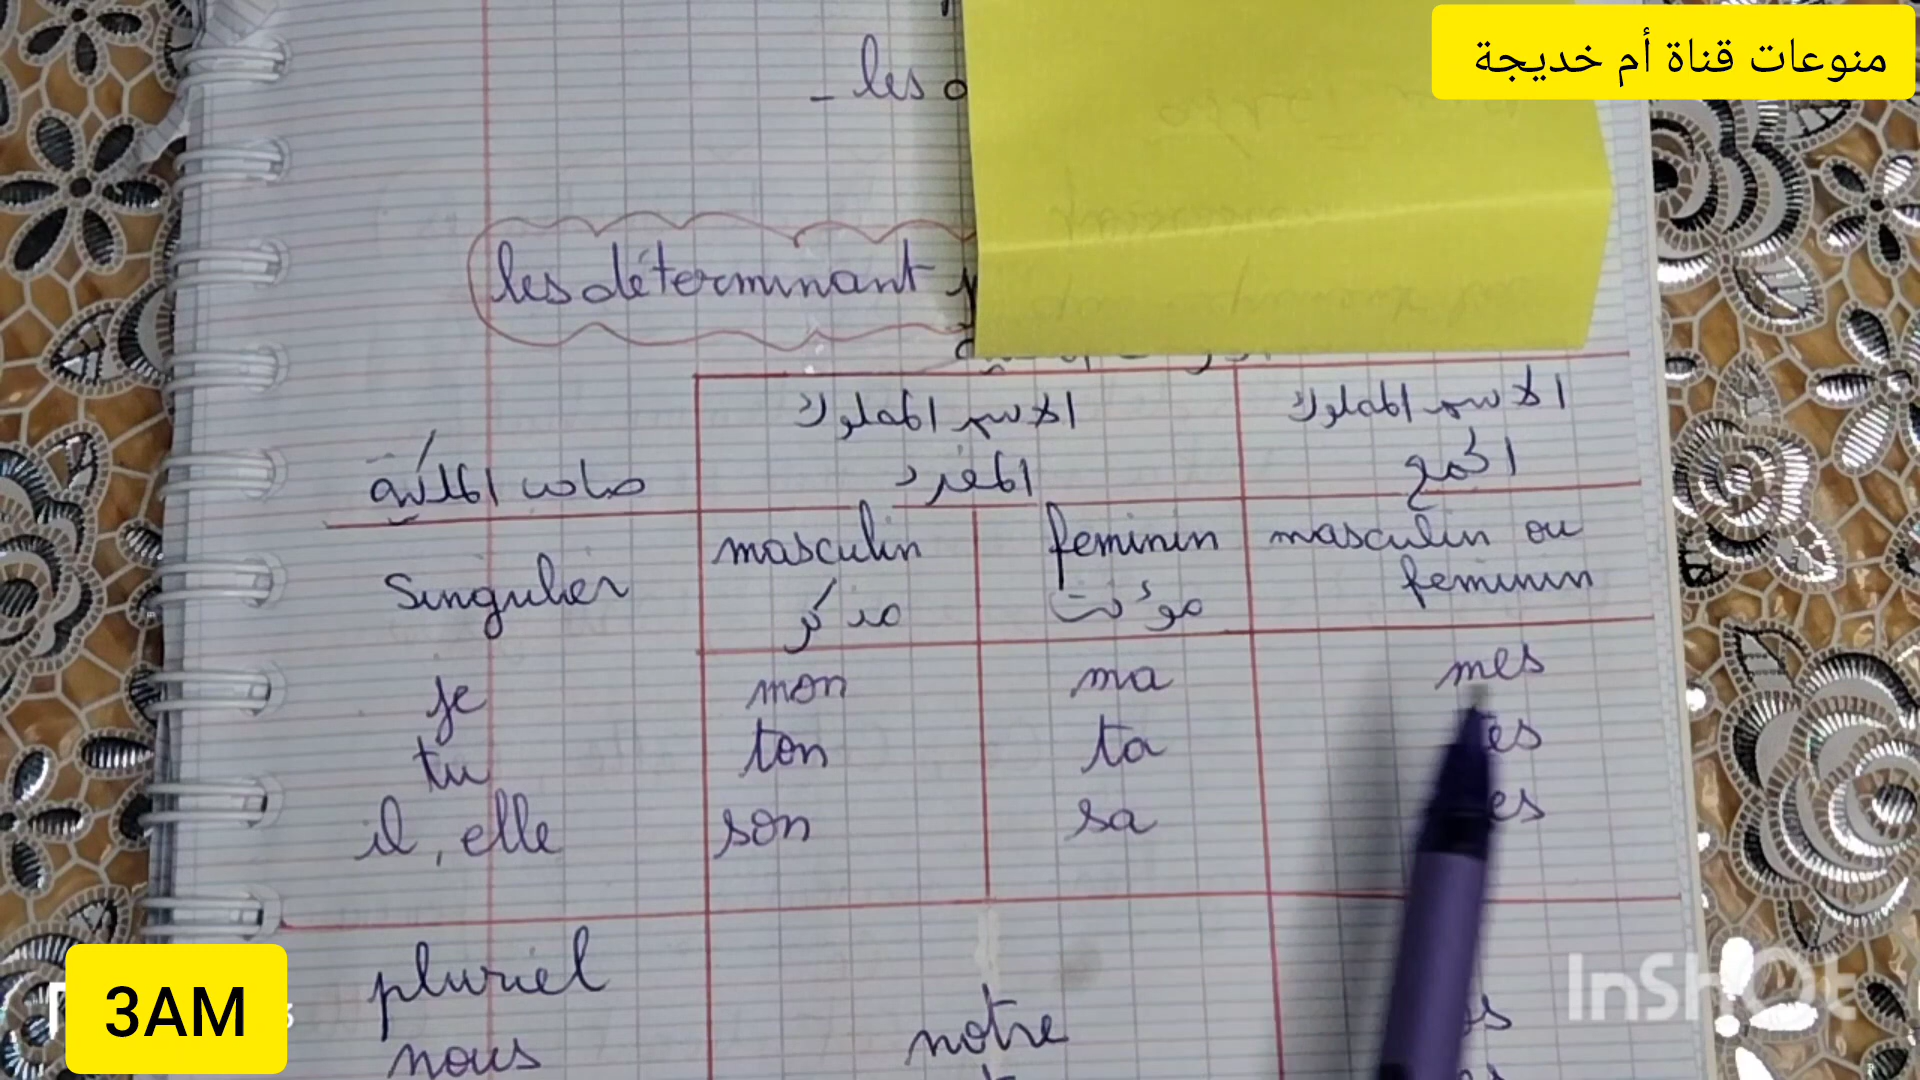 منوعات قناة أم خديجة
_ les
les déterminant
الاسم المملوك
الاسم المملوك
صاحب الملكية
المفرد
الجمع
Singulier
masculin
feminin
masculin ou
feminin
مذكر
مؤنث
je
mon
ma
mes
tu
ton
ta
il, elle
son
sa
pluriel
nous
notre
3AM
InShOt